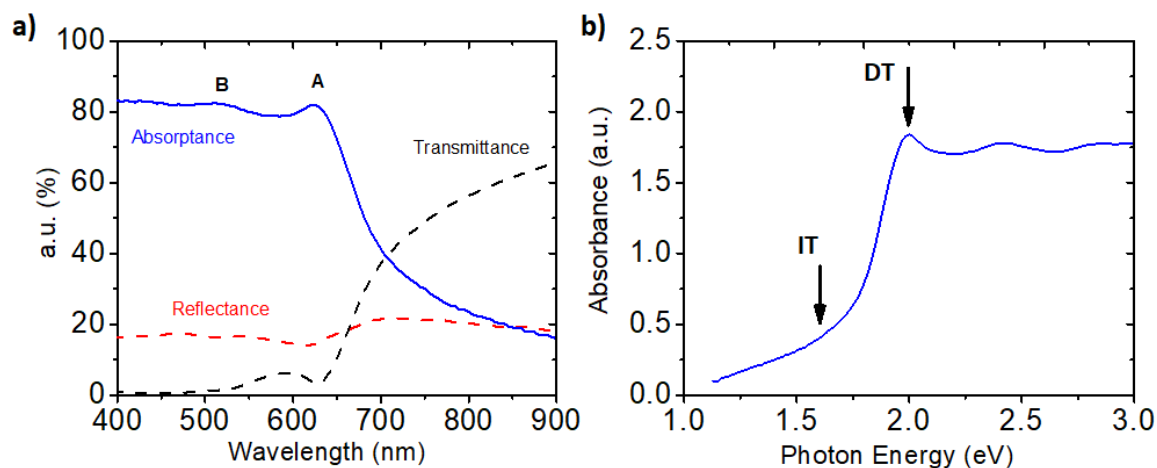 a)
100
80
60
40
20
0
a.u. (%)
B
A
Absorptance
Transmittance
Reflectance
400 500 600 700 800 900
Wavelength (nm)
b)
2.5
2.0
1.5
1.0
0.5
0.0
Absorbance (a.u.)
DT
IT
1.0 1.5 2.0 2.5 3.0
Photon Energy (eV)